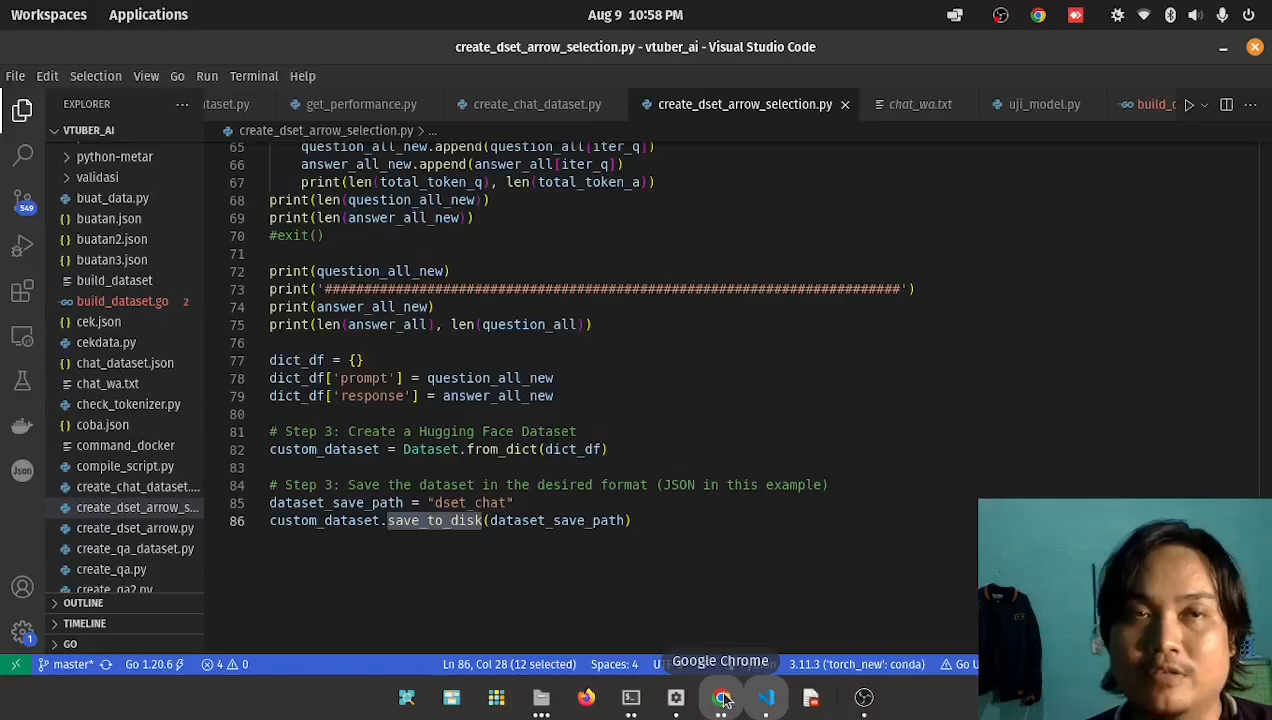 Workspaces Applications Aug 9 10:58 PM
create_dset_arrow_selection.py - vtuber_ai - Visual Studio Code
File Edit Selection View Go Run Terminal Help
EXPLORER
VTUBER_AI
python-metar
validasi
buat_data.py
buatan.json
buatan2.json
buatan3.json
build_dataset
build_dataset.go 2
cek.json
cekdata.py
chat_dataset.json
chat_wa.txt
check_tokenizer.py
coba.json
command_docker
compile_script.py
create_chat_dataset....
create_dset_arrow_s...
create_dset_arrow.py
create_qa_dataset.py
create_qa.py
create_qa2.py
OUTLINE
TIMELINE
GO
549
Json
1
ataset.py get_performance.py create_chat_dataset.py create_dset_arrow_selection.py chat_wa.txt uji_model.py build_c
create_dset_arrow_selection.py > ...
65 question_all_new.append(question_all[iter_q])
66 answer_all_new.append(answer_all[iter_q])
67 print(len(total_token_q), len(total_token_a))
68 print(len(question_all_new))
69 print(len(answer_all_new))
70 #exit()
71
72 print(question_all_new)
74 print(answer_all_new)
75 print(len(answer_all), len(question_all))
76
77 dict_df = {}
78 dict_df['prompt'] = question_all_new
79 dict_df['response'] = answer_all_new
80
81 # Step 3: Create a Hugging Face Dataset
82 custom_dataset = Dataset.from_dict(dict_df)
83
84 # Step 3: Save the dataset in the desired format (JSON in this example)
85 dataset_save_path = "dset_chat"
86 custom_dataset.save_to_disk(dataset_save_path)
Google Chrome
master* Go 1.20.6 4 0 Ln 86, Col 28 (12 selected) Spaces: 4 3.11.3 ('torch_new': conda) Go U